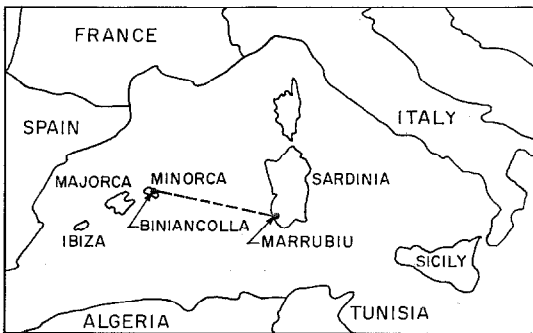 FRANCE
ITALY
SPAIN
MAJORCA
MINORCA
SARDINIA
IBIZA
BINIANCOLLA
MARRUBIU
SICILY
ALGERIA
TUNISIA